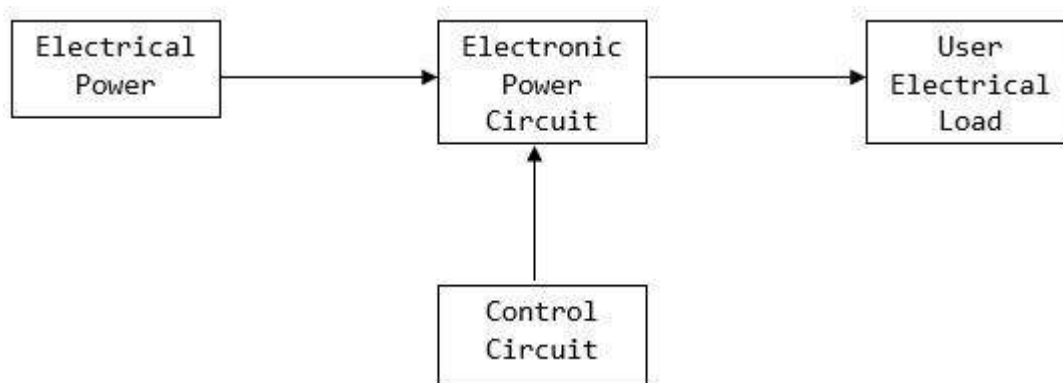 Electrical
Power
Electronic
Power
Circuit
User
Electrical
Load
Control
Circuit